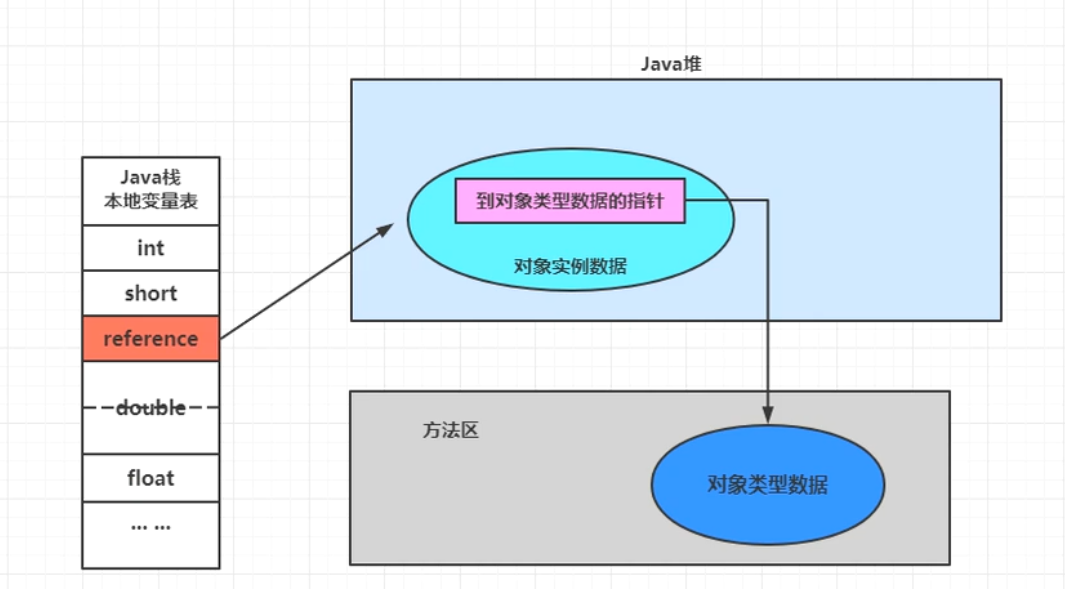 Java堆
Java栈
本地变量表
int
short
reference
double
float
... ...
到对象类型数据的指针
对象实例数据
方法区
对象类型数据